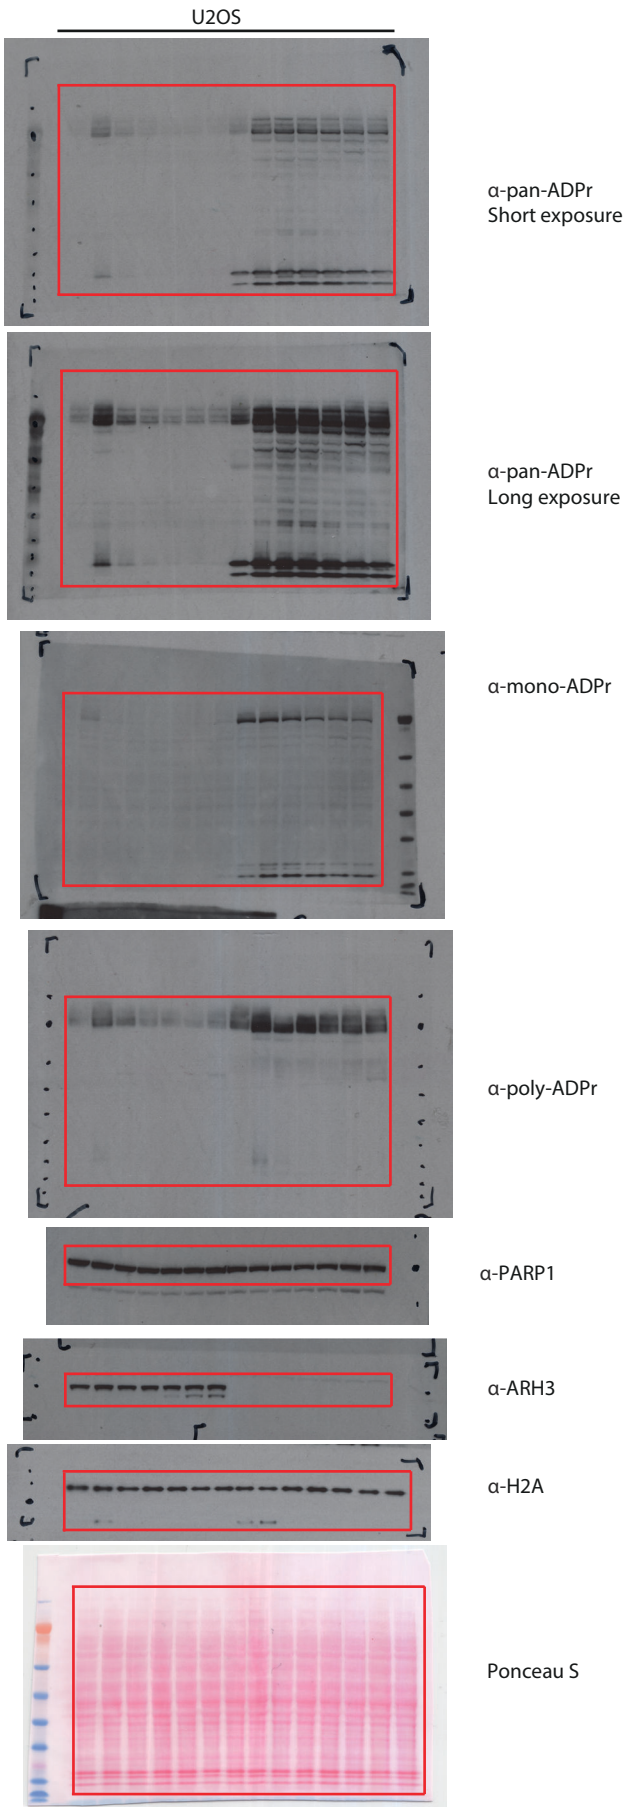 U2OS
α-pan-ADPr
Short exposure
α-pan-ADPr
Long exposure
α-mono-ADPr
α-poly-ADPr
α-PARP1
α-ARH3
α-H2A
Ponceau S